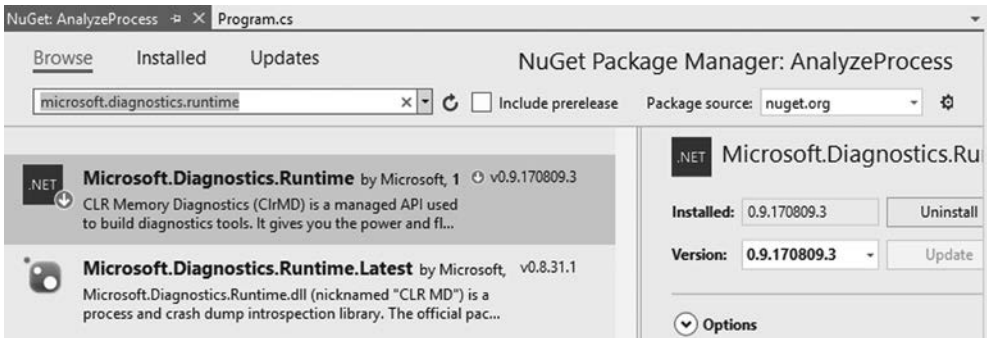 NuGet: AnalyzeProcess Program.cs
Browse Installed Updates NuGet Package Manager: AnalyzeProcess
microsoft.diagnostics.runtime Include prerelease Package source: nuget.org
.NET Microsoft.Diagnostics.Runtime by Microsoft, 1 v0.9.170809.3
CLR Memory Diagnostics (ClrMD) is a managed API used
to build diagnostics tools. It gives you the power and fl...
Microsoft.Diagnostics.Runtime.Latest by Microsoft, v0.8.31.1
Microsoft.Diagnostics.Runtime.dll (nicknamed "CLR MD") is a
process and crash dump introspection library. The official pac...
.NET Microsoft.Diagnostics.Ru
Installed: 0.9.170809.3 Uninstall
Version: 0.9.170809.3 Update
Options